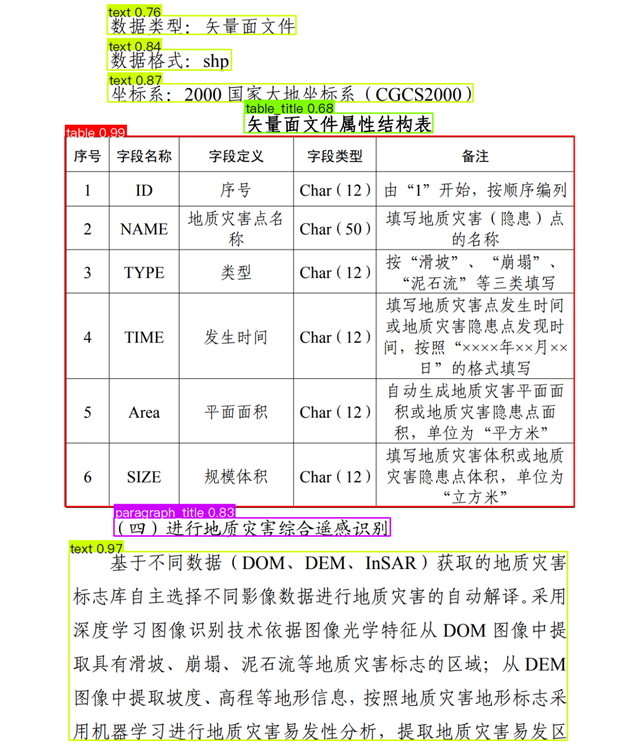 text 0.76
数据类型：矢量面文件
text 0.84
数据格式：shp
text 0.87
坐标系：2000国家大地坐标系（CGCS2000）
table_title 0.68
矢量面文件属性结构表
table 0.99
序号 字段名称 字段定义 字段类型 备注
1 ID 序号 Char（12） 由“1”开始，按顺序编列
2 NAME 地质灾害点名称 Char（50） 填写地质灾害（隐患）点的名称
3 TYPE 类型 Char（12） 按“滑坡”、“崩塌”、“泥石流”等三类填写
4 TIME 发生时间 Char（12） 填写地质灾害点发生时间或地质灾害隐患点发现时间，按照“××××年××月××日”的格式填写
5 Area 平面面积 Char（12） 自动生成地质灾害平面面积或地质灾害隐患点面积，单位为“平方米”
6 SIZE 规模体积 Char（12） 填写地质灾害体积或地质灾害隐患点体积，单位为“立方米”
paragraph_title 0.83
（四）进行地质灾害综合遥感识别
text 0.97
基于不同数据（DOM、DEM、InSAR）获取的地质灾害
标志库自主选择不同影像数据进行地质灾害的自动解译。采用
深度学习图像识别技术依据图像光学特征从 DOM 图像中提
取具有滑坡、崩塌、泥石流等地质灾害标志的区域；从 DEM
图像中提取坡度、高程等地形信息，按照地质灾害地形标志采
用机器学习进行地质灾害易发性分析，提取地质灾害易发区